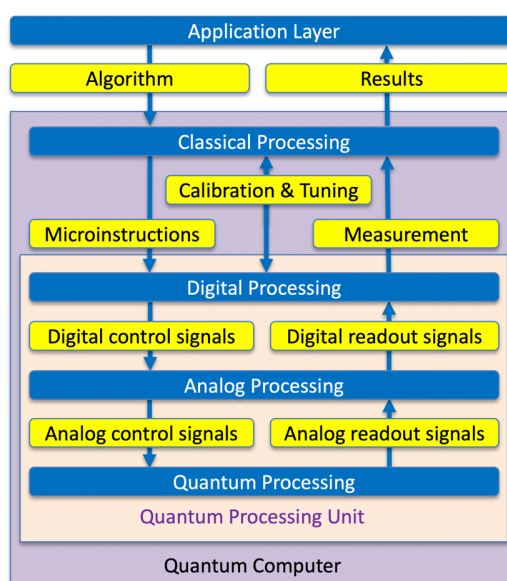 Application Layer
Algorithm
Results
Classical Processing
Calibration & Tuning
Microinstructions
Measurement
Digital Processing
Digital control signals
Digital readout signals
Analog Processing
Analog control signals
Analog readout signals
Quantum Processing
Quantum Processing Unit
Quantum Computer